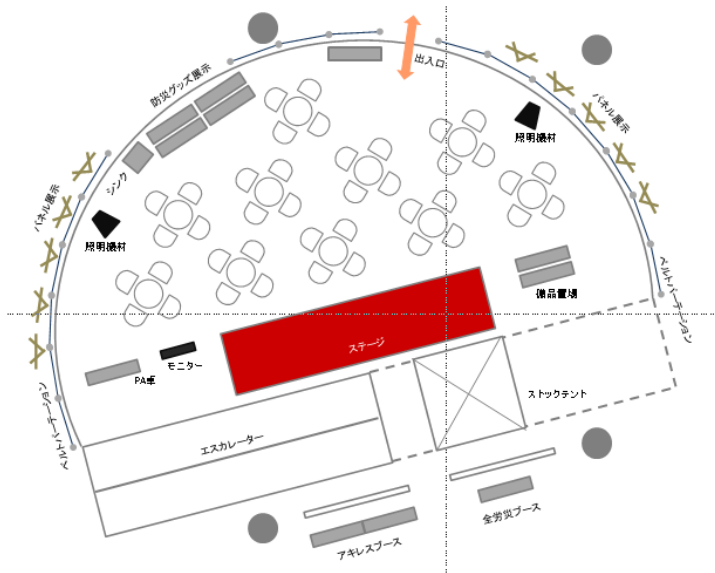 出入口
防災グッズ展示
パネル展示
照明機材
シンク
パネル展示
照明機材
ベルトパーテーション
備品置場
ステージ
モニター
PA卓
ストックテント
ベルトパーテーション
エスカレーター
全労災ブース
アキレスブース